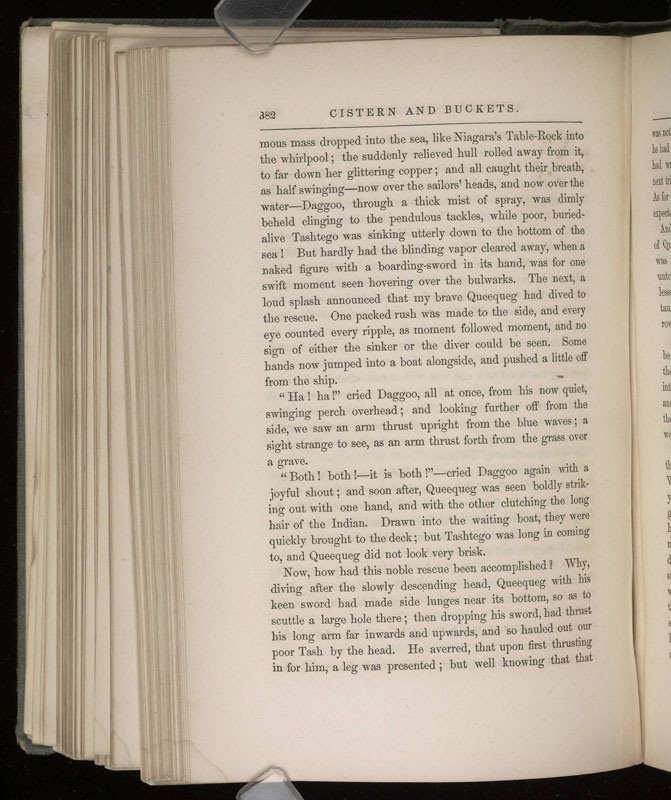 382 CISTERN AND BUCKETS.
mous mass dropped into the sea, like Niagara's Table-Rock into
the whirlpool; the suddenly relieved hull rolled away from it,
to far down her glittering copper; and all caught their breath,
as half swinging—now over the sailors' heads, and now over the
water—Daggoo, through a thick mist of spray, was dimly
beheld clinging to the pendulous tackles, while poor, buried-
alive Tashtego was sinking utterly down to the bottom of the
sea! But hardly had the blinding vapor cleared away, when a
naked figure with a boarding-sword in its hand, was for one
swift moment seen hovering over the bulwarks. The next, a
loud splash announced that my brave Queequeg had dived to
the rescue. One packed rush was made to the side, and every
eye counted every ripple, as moment followed moment, and no
sign of either the sinker or the diver could be seen. Some
hands now jumped into a boat alongside, and pushed a little off
from the ship.
"Ha! ha!" cried Daggoo, all at once, from his now quiet,
swinging perch overhead; and looking further off from the
side, we saw an arm thrust upright from the blue waves; a
sight strange to see, as an arm thrust forth from the grass over
a grave.
"Both! both!—it is both!"—cried Daggoo again with a
joyful shout; and soon after, Queequeg was seen boldly strik-
ing out with one hand, and with the other clutching the long
hair of the Indian. Drawn into the waiting boat, they were
quickly brought to the deck; but Tashtego was long in coming
to, and Queequeg did not look very brisk.
Now, how had this noble rescue been accomplished? Why,
diving after the slowly descending head, Queequeg with his
keen sword had made side lunges near its bottom, so as to
scuttle a large hole there; then dropping his sword, had thrust
his long arm far inwards and upwards, and so hauled out our
poor Tash by the head. He averred, that upon first thrusting
in for him, a leg was presented; but well knowing that that
was not
he had
had
next
As for
And
of
was